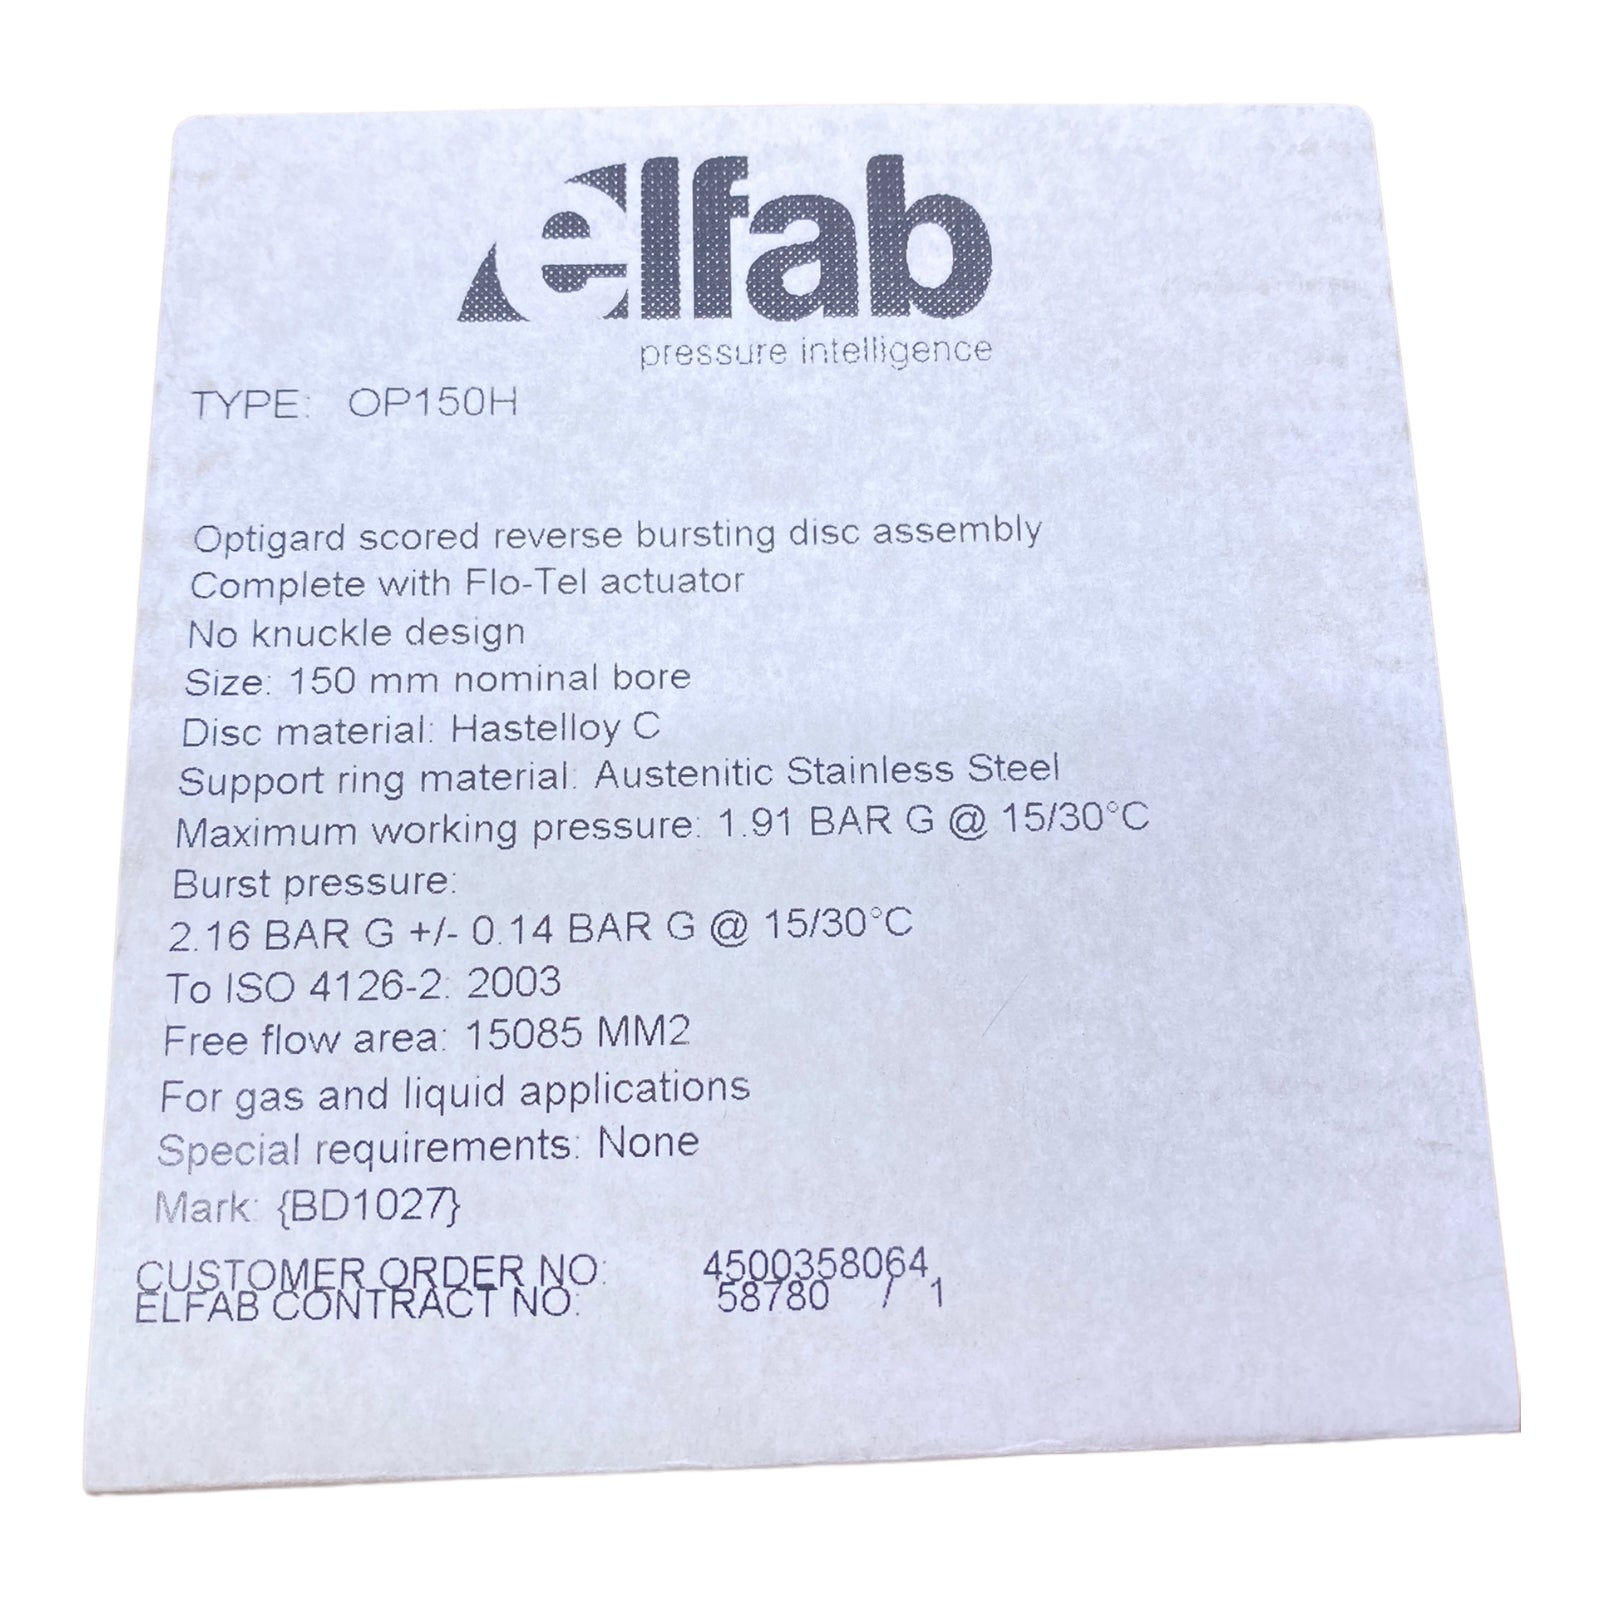 elfab
pressure intelligence
TYPE: OP150H
Optigard scored reverse bursting disc assembly
Complete with Flo-Tel actuator
No knuckle design
Size: 150 mm nominal bore
Disc material: Hastelloy C
Support ring material: Austenitic Stainless Steel
Maximum working pressure: 1.91 BAR G @ 15/30°C
Burst pressure:
2.16 BAR G +/- 0.14 BAR G @ 15/30°C
To ISO 4126-2: 2003
Free flow area: 15085 MM2
For gas and liquid applications
Special requirements: None
Mark: {BD1027}
CUSTOMER ORDER NO: 4500358064
ELFAB CONTRACT NO: 58780 / 1